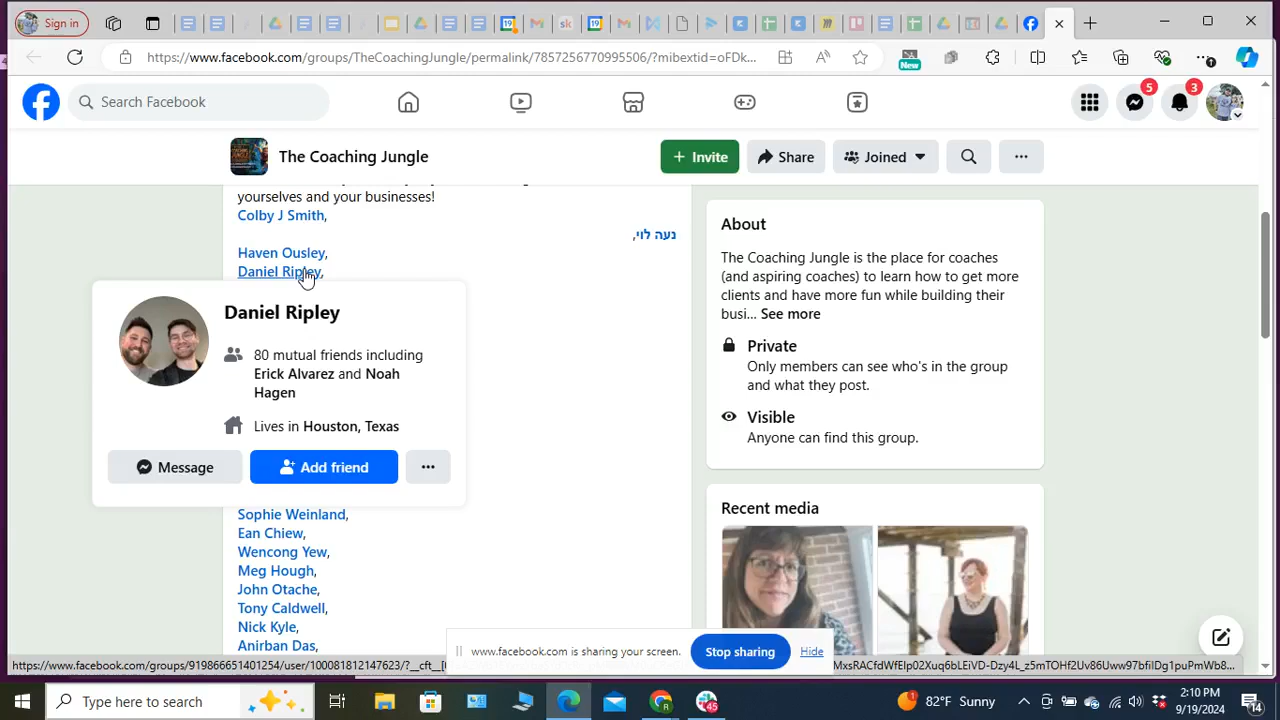 Sign in
https://www.facebook.com/groups/TheCoachingJungle/permalink/7857256770995506/?mibextid=oFDk...
New
Search Facebook
5
3
The Coaching Jungle
+ Invite
Share
Joined
yourselves and your businesses!
Colby J Smith,
נעה לוי,
Haven Ousley,
Daniel Ripley,
Daniel Ripley
80 mutual friends including
Erick Alvarez and Noah
Hagen
Lives in Houston, Texas
Message
Add friend
Sophie Weinland,
Ean Chiew,
Wencong Yew,
Meg Hough,
John Otache,
Tony Caldwell,
Nick Kyle,
Anirban Das,
About
The Coaching Jungle is the place for coaches
(and aspiring coaches) to learn how to get more
clients and have more fun while building their
busi... See more
Private
Only members can see who's in the group
and what they post.
Visible
Anyone can find this group.
Recent media
www.facebook.com is sharing your screen.
Stop sharing
Hide
Type here to search
45
1
82°F Sunny
2:10 PM
9/19/2024
14